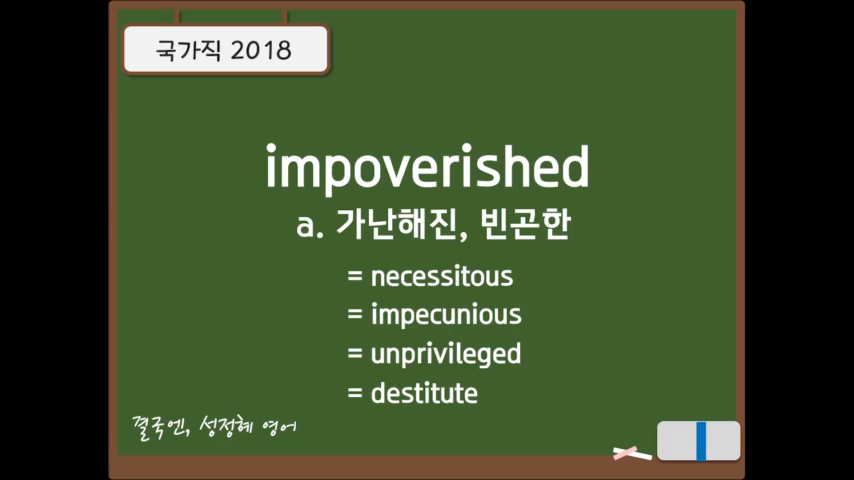 국가직 2018
impoverished
a. 가난해진, 빈곤한
= necessitous
= impecunious
= unprivileged
= destitute
결국엔, 성정혜 영어